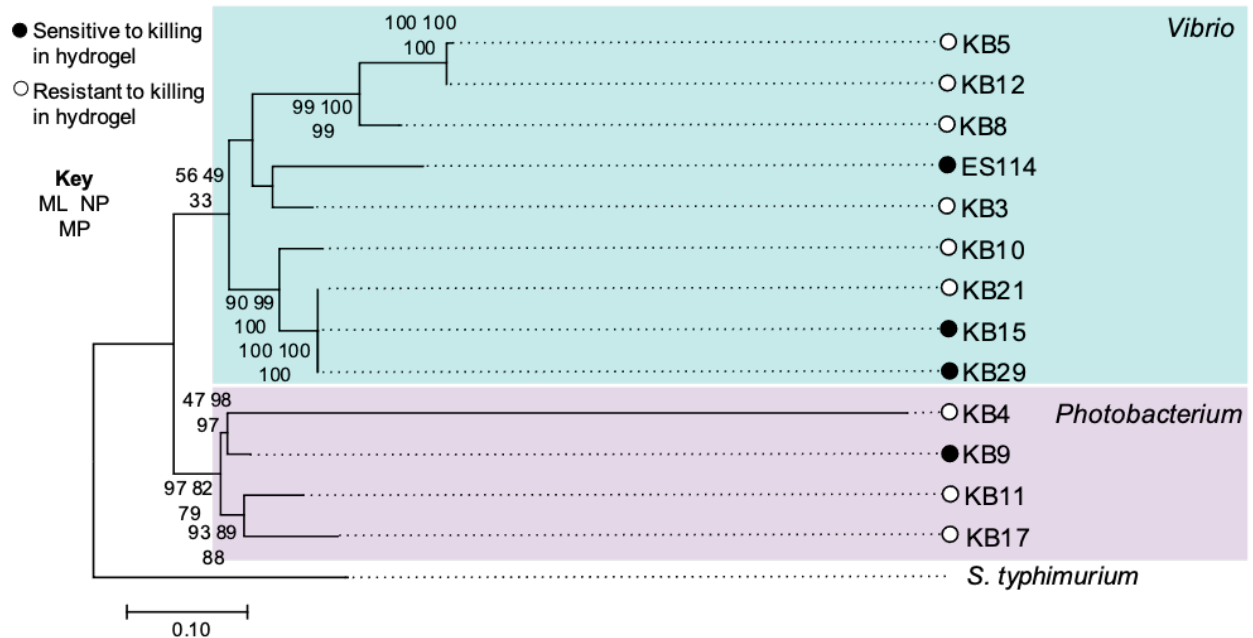 Sensitive to killing
in hydrogel
Resistant to killing
in hydrogel
Key
ML NP
MP
Vibrio
100 100
100
KB5
KB12
99 100
99
KB8
56 49
33
ES114
KB3
KB10
90 99
100
KB21
KB15
100 100
100
KB29
47 98
97
KB4
Photobacterium
KB9
97 82
79
KB11
93 89
88
KB17
S. typhimurium
0.10